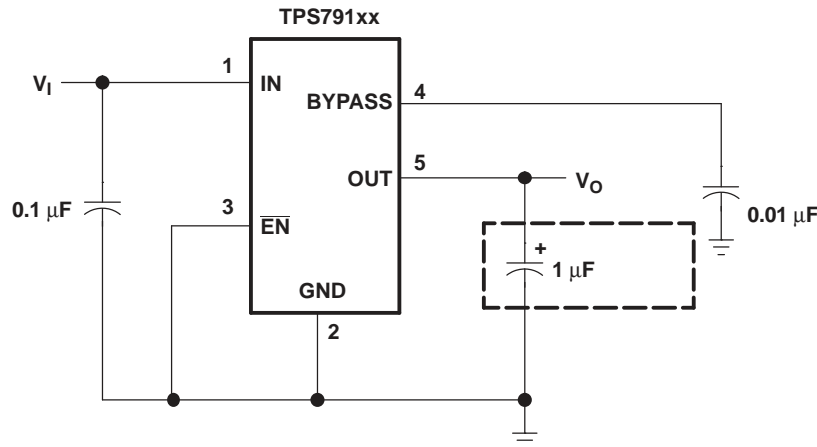 TPS791xx
1
V_I
IN
4
BYPASS
5
OUT
V_O
0.1 μF
3
EN
0.01 μF
+
1 μF
GND
2